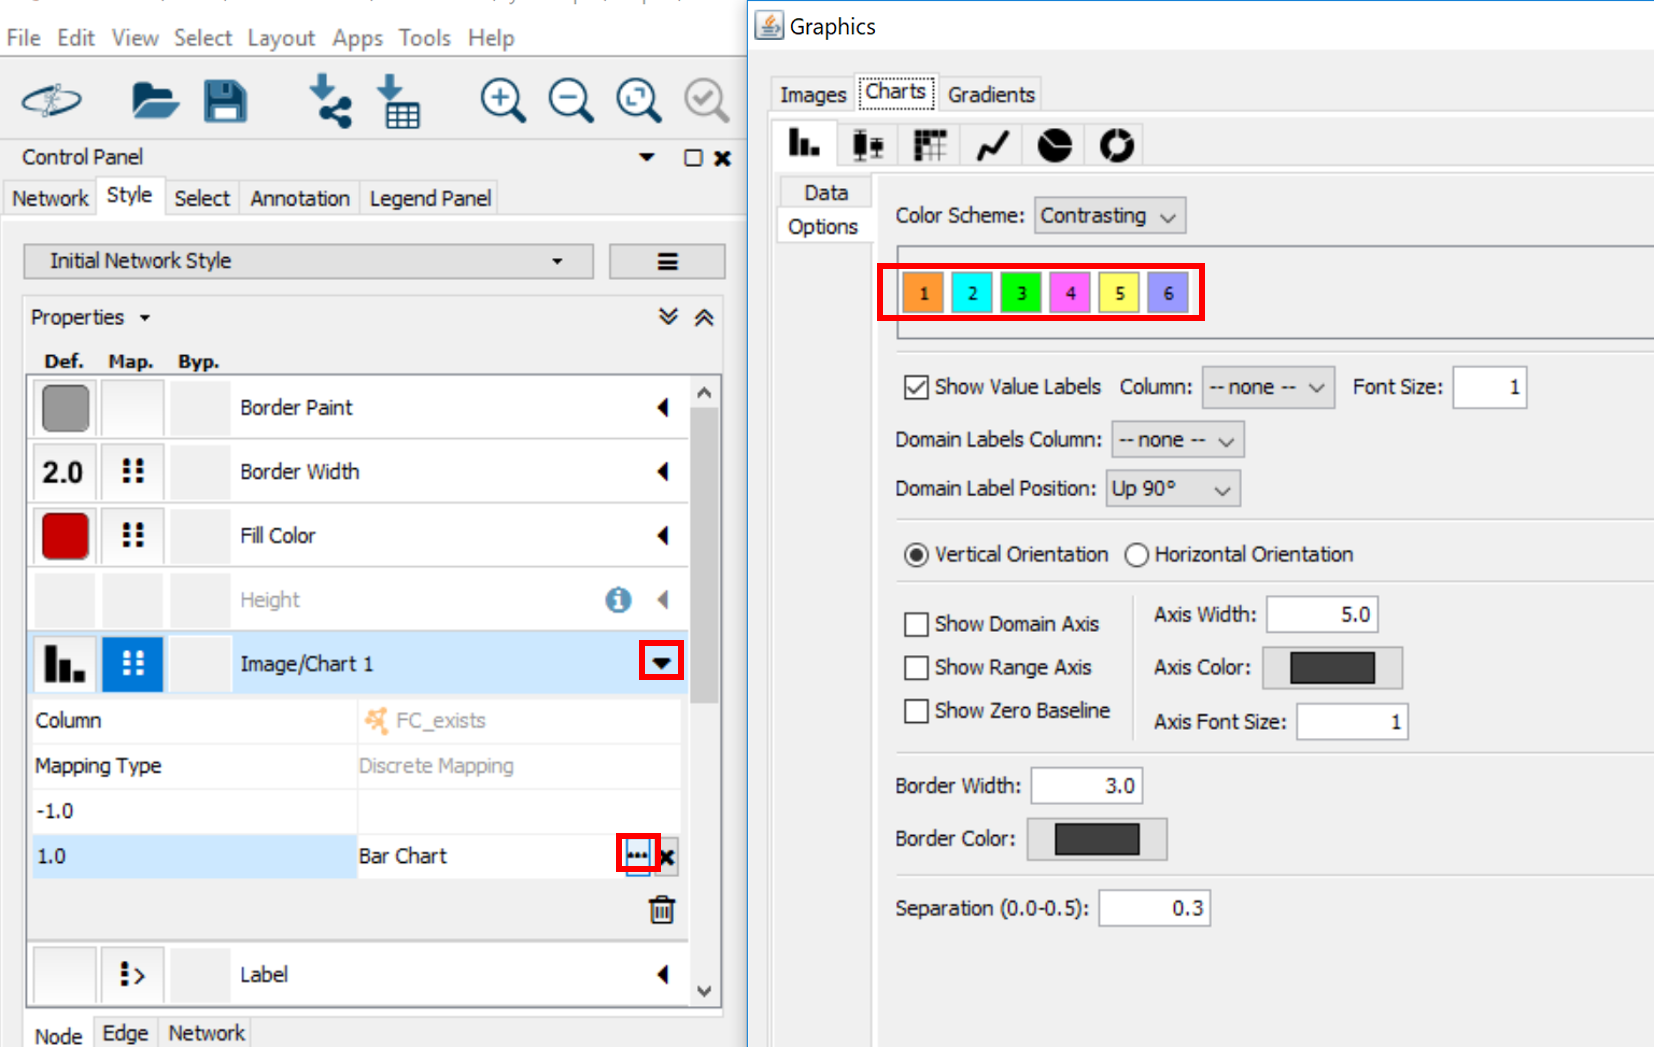 File Edit View Select Layout Apps Tools Help
Control Panel
Network Style Select Annotation Legend Panel
Initial Network Style
Properties
Def. Map. Byp.
Border Paint
2.0 Border Width
Fill Color
Height
Image/Chart 1
Column FC_exists
Mapping Type Discrete Mapping
-1.0
1.0 Bar Chart
Label
Node Edge Network
Graphics
Images Charts Gradients
Data
Options
Color Scheme: Contrasting
1 2 3 4 5 6
Show Value Labels Column: -- none -- Font Size: 1
Domain Labels Column: -- none --
Domain Label Position: Up 90°
Vertical Orientation Horizontal Orientation
Show Domain Axis Axis Width: 5.0
Show Range Axis Axis Color:
Show Zero Baseline Axis Font Size: 1
Border Width: 3.0
Border Color:
Separation (0.0-0.5): 0.3